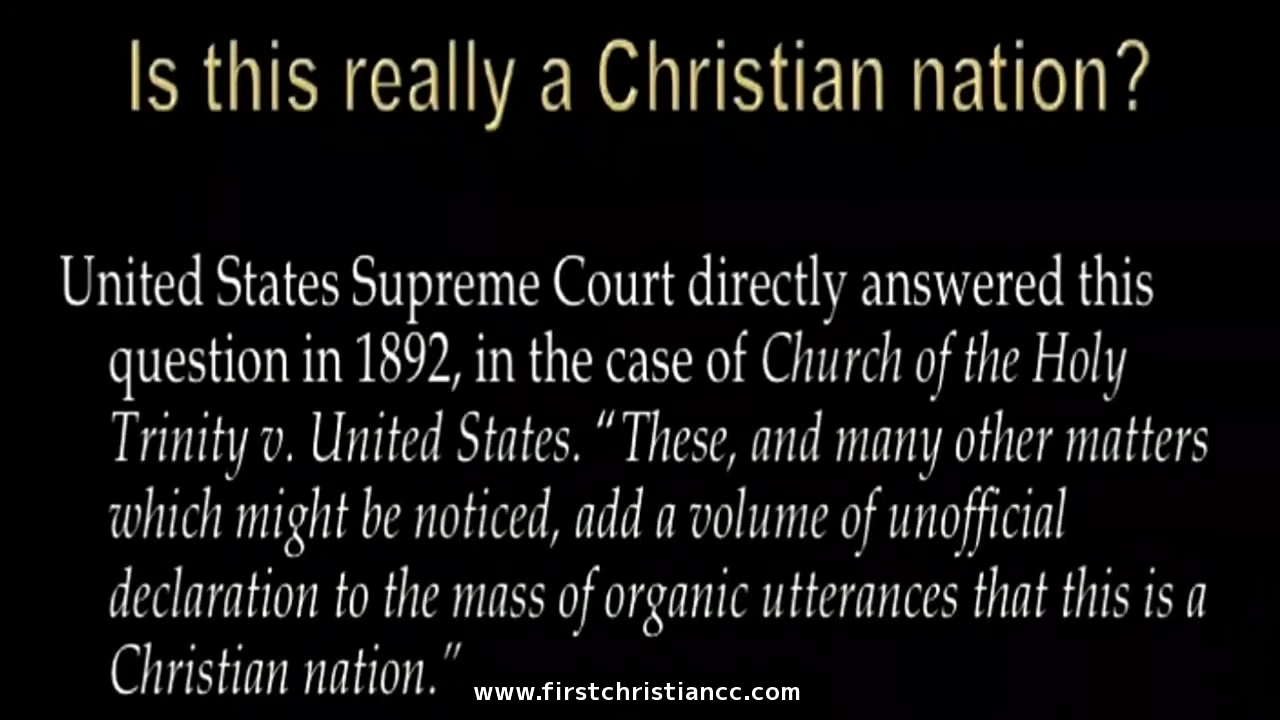 Is this really a Christian nation?
United States Supreme Court directly answered this
question in 1892, in the case of Church of the Holy
Trinity v. United States. “These, and many other matters
which might be noticed, add a volume of unofficial
declaration to the mass of organic utterances that this is a
Christian nation.”
www.firstchristiancc.com